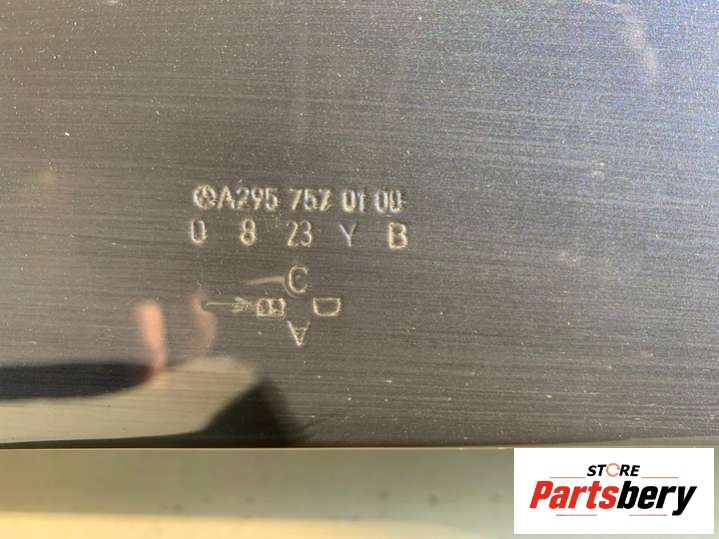 A295 757 01 00
0 8 23 Y B
C
B D
A
STORE
Partsbery